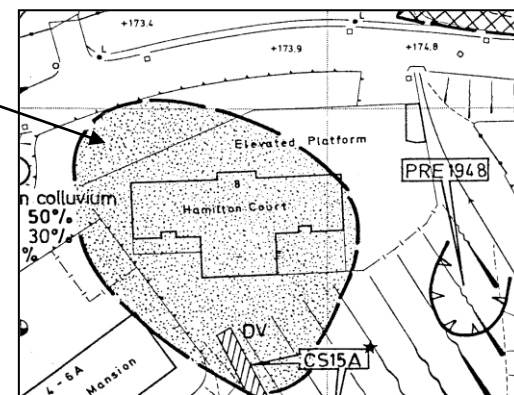 +173.4
L
+173.9
L
+174.8
Elevated Platform
PRE 1948
8
Hamilton Court
n colluvium
50%
30%
%
DV
CS15A
4-6A
Mansion